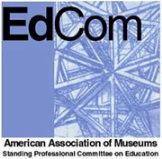 EdCom
American Association of Museums
Standing Professional Committee on Education